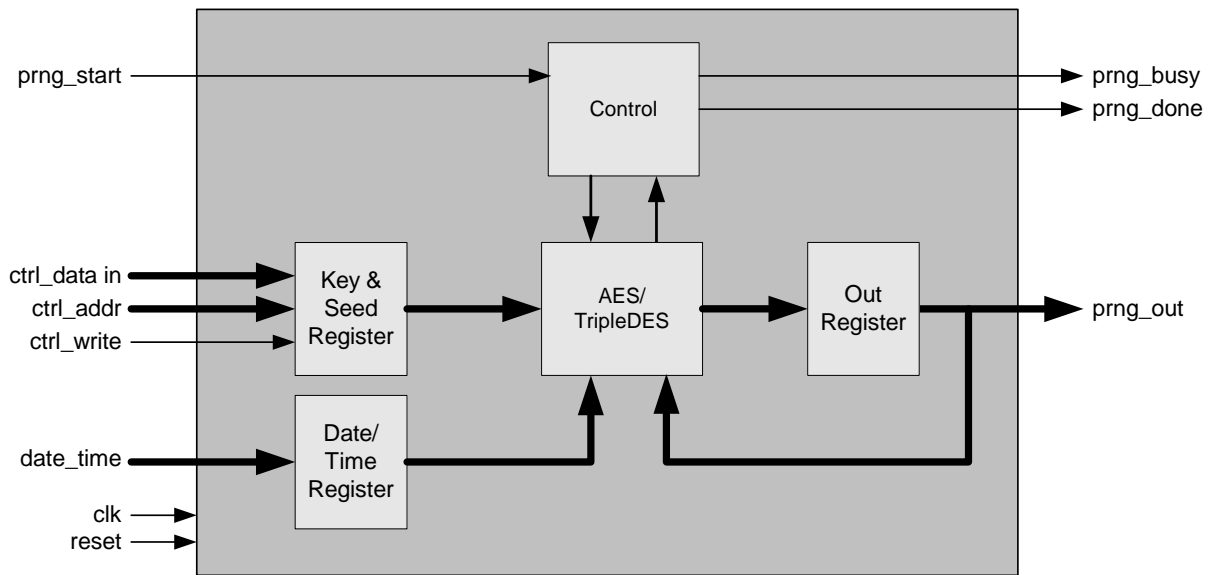 prng_start
Control
prng_busy
prng_done
ctrl_data in
ctrl_addr
ctrl_write
Key &
Seed
Register
AES/
TripleDES
Out
Register
prng_out
date_time
Date/
Time
Register
clk
reset